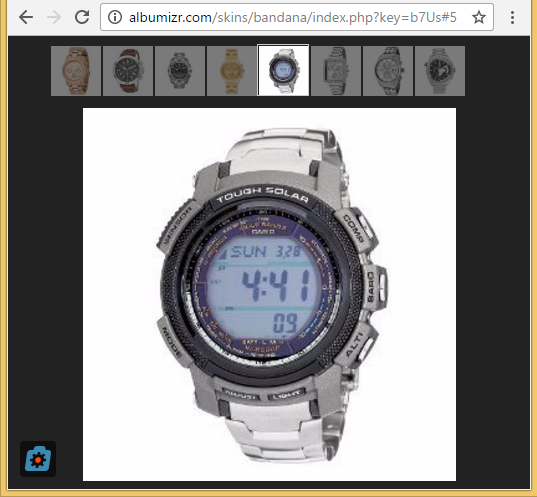 albumizr.com/skins/bandana/index.php?key=b7Us#5
TOUGH SOLAR
SENSOR
COMP
CASIO
SUN 3,28
4:41
BARO
09
MODE
ALTI
ADJUST
LIGHT